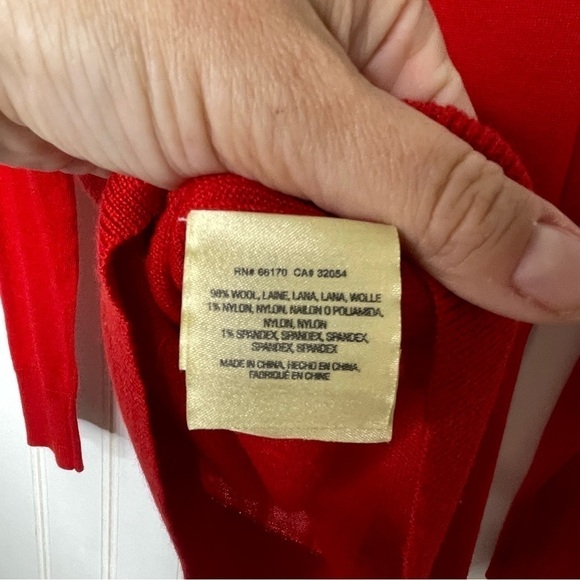 RN# 66170 CA# 32054
98% WOOL, LAINE, LANA, LANA, WOLLE
1% NYLON, NYLON, NAILON O POLIAMIDA,
NYLON, NYLON
1% SPANDEX, SPANDEX, SPANDEX,
SPANDEX, SPANDEX
MADE IN CHINA, HECHO EN CHINA,
FABRIQUÉ EN CHINE